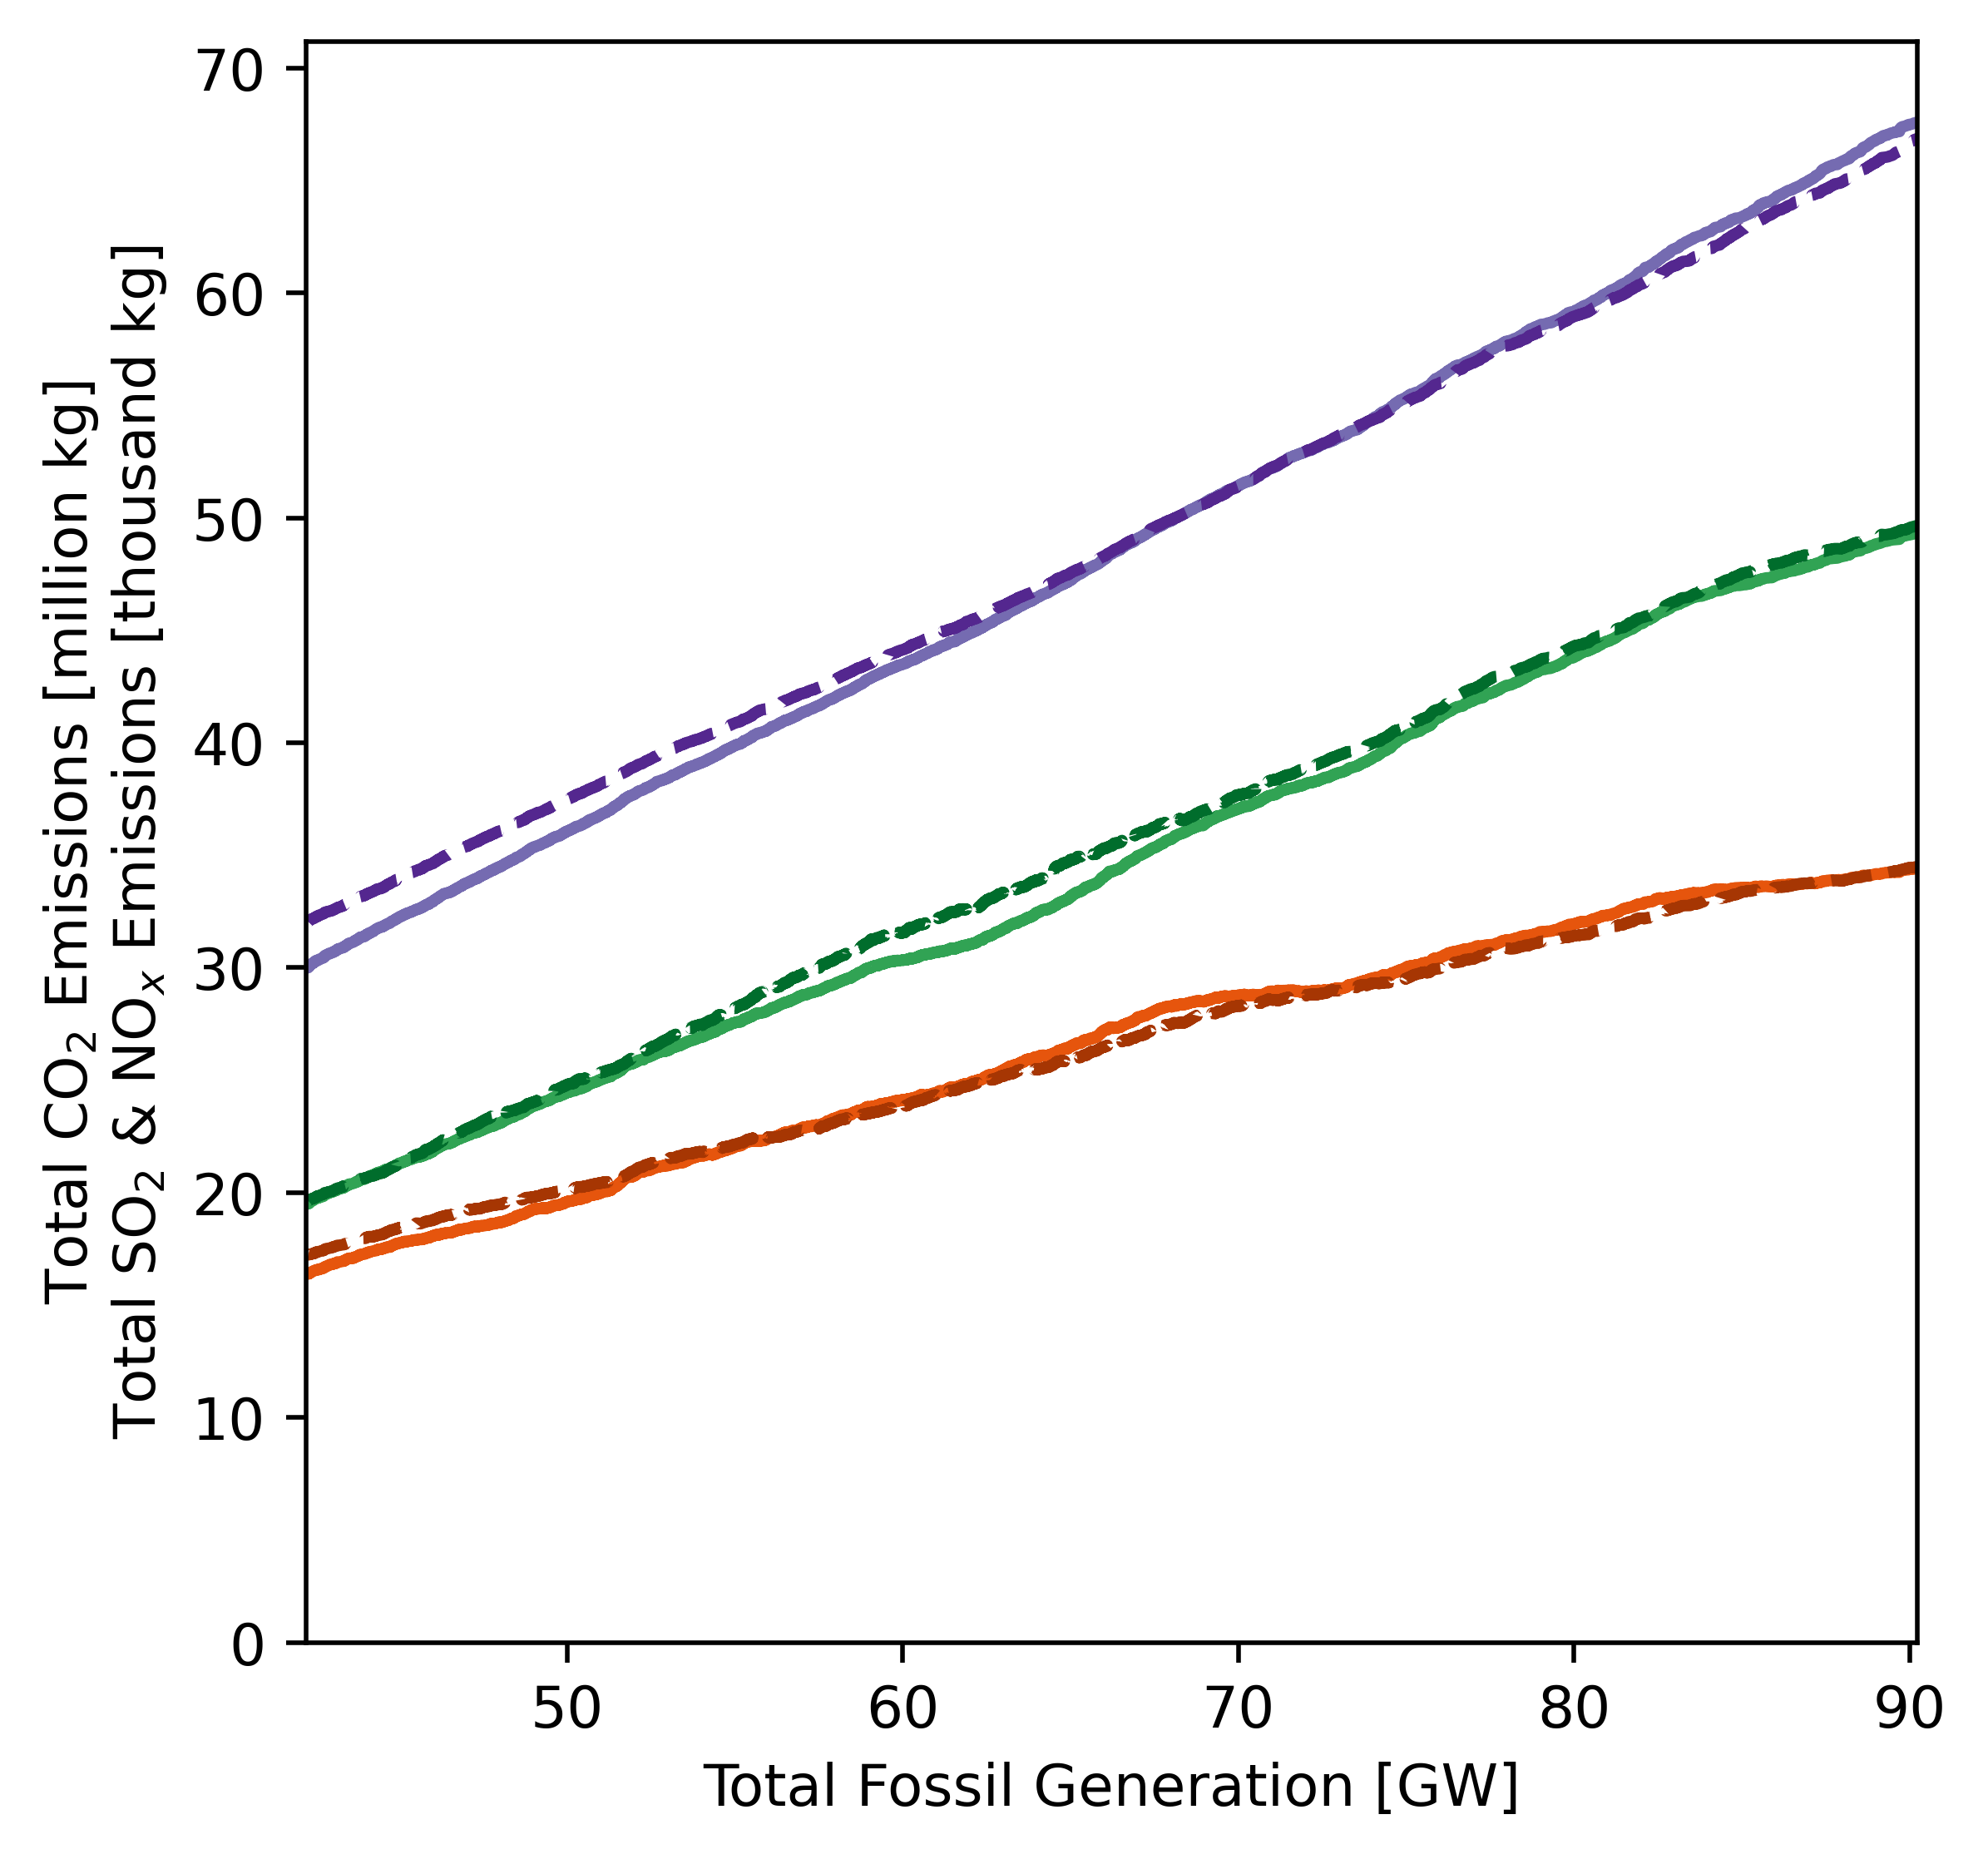 Total CO₂ Emissions [million kg]
Total SO₂ & NOₓ Emissions [thousand kg]
70
60
50
40
30
20
10
0
50 60 70 80 90
Total Fossil Generation [GW]